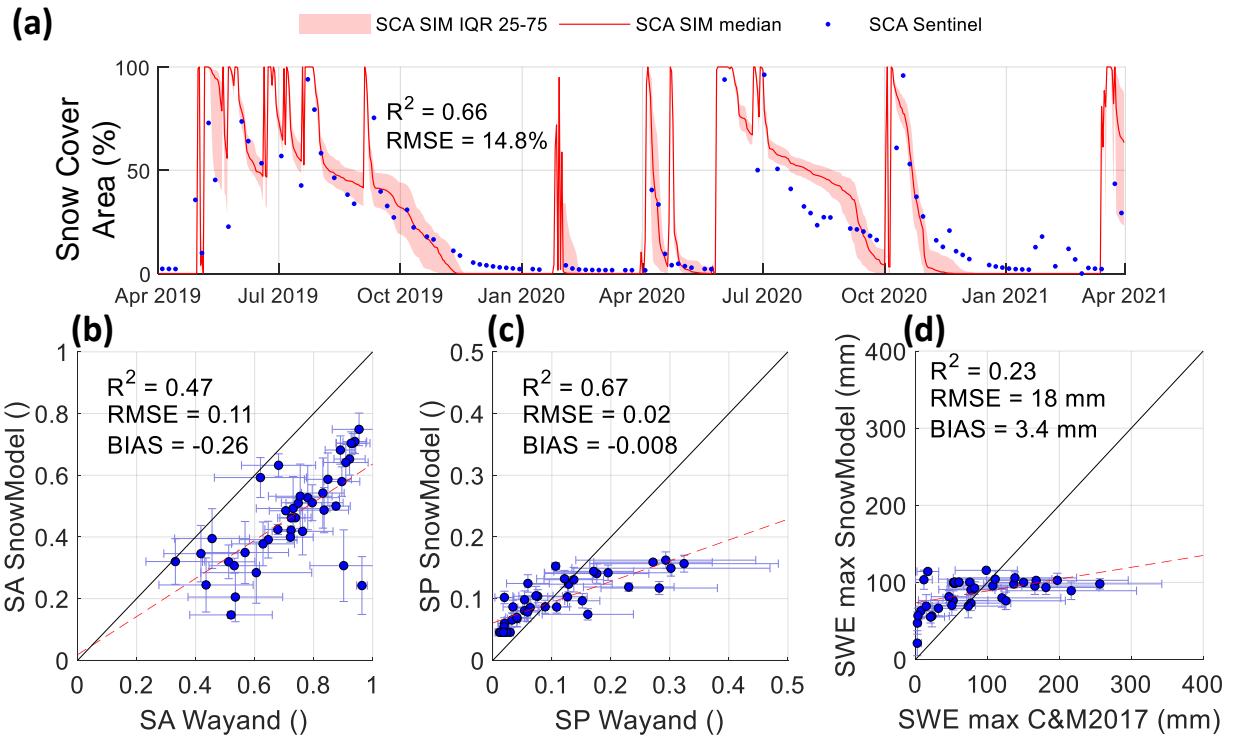 (a)
SCA SIM IQR 25-75
SCA SIM median
SCA Sentinel
Snow Cover
Area (%)
100
50
0
R² = 0.66
RMSE = 14.8%
Apr 2019 Jul 2019 Oct 2019 Jan 2020 Apr 2020 Jul 2020 Oct 2020 Jan 2021 Apr 2021
(b)
SA SnowModel ()
1
0.8
0.6
0.4
0.2
0
R² = 0.47
RMSE = 0.11
BIAS = -0.26
0 0.2 0.4 0.6 0.8 1
SA Wayand ()
(c)
SP SnowModel ()
0.5
0.4
0.3
0.2
0.1
0
R² = 0.67
RMSE = 0.02
BIAS = -0.008
0 0.1 0.2 0.3 0.4 0.5
SP Wayand ()
(d)
SWE max SnowModel (mm)
400
300
200
100
0
R² = 0.23
RMSE = 18 mm
BIAS = 3.4 mm
0 100 200 300 400
SWE max C&M2017 (mm)